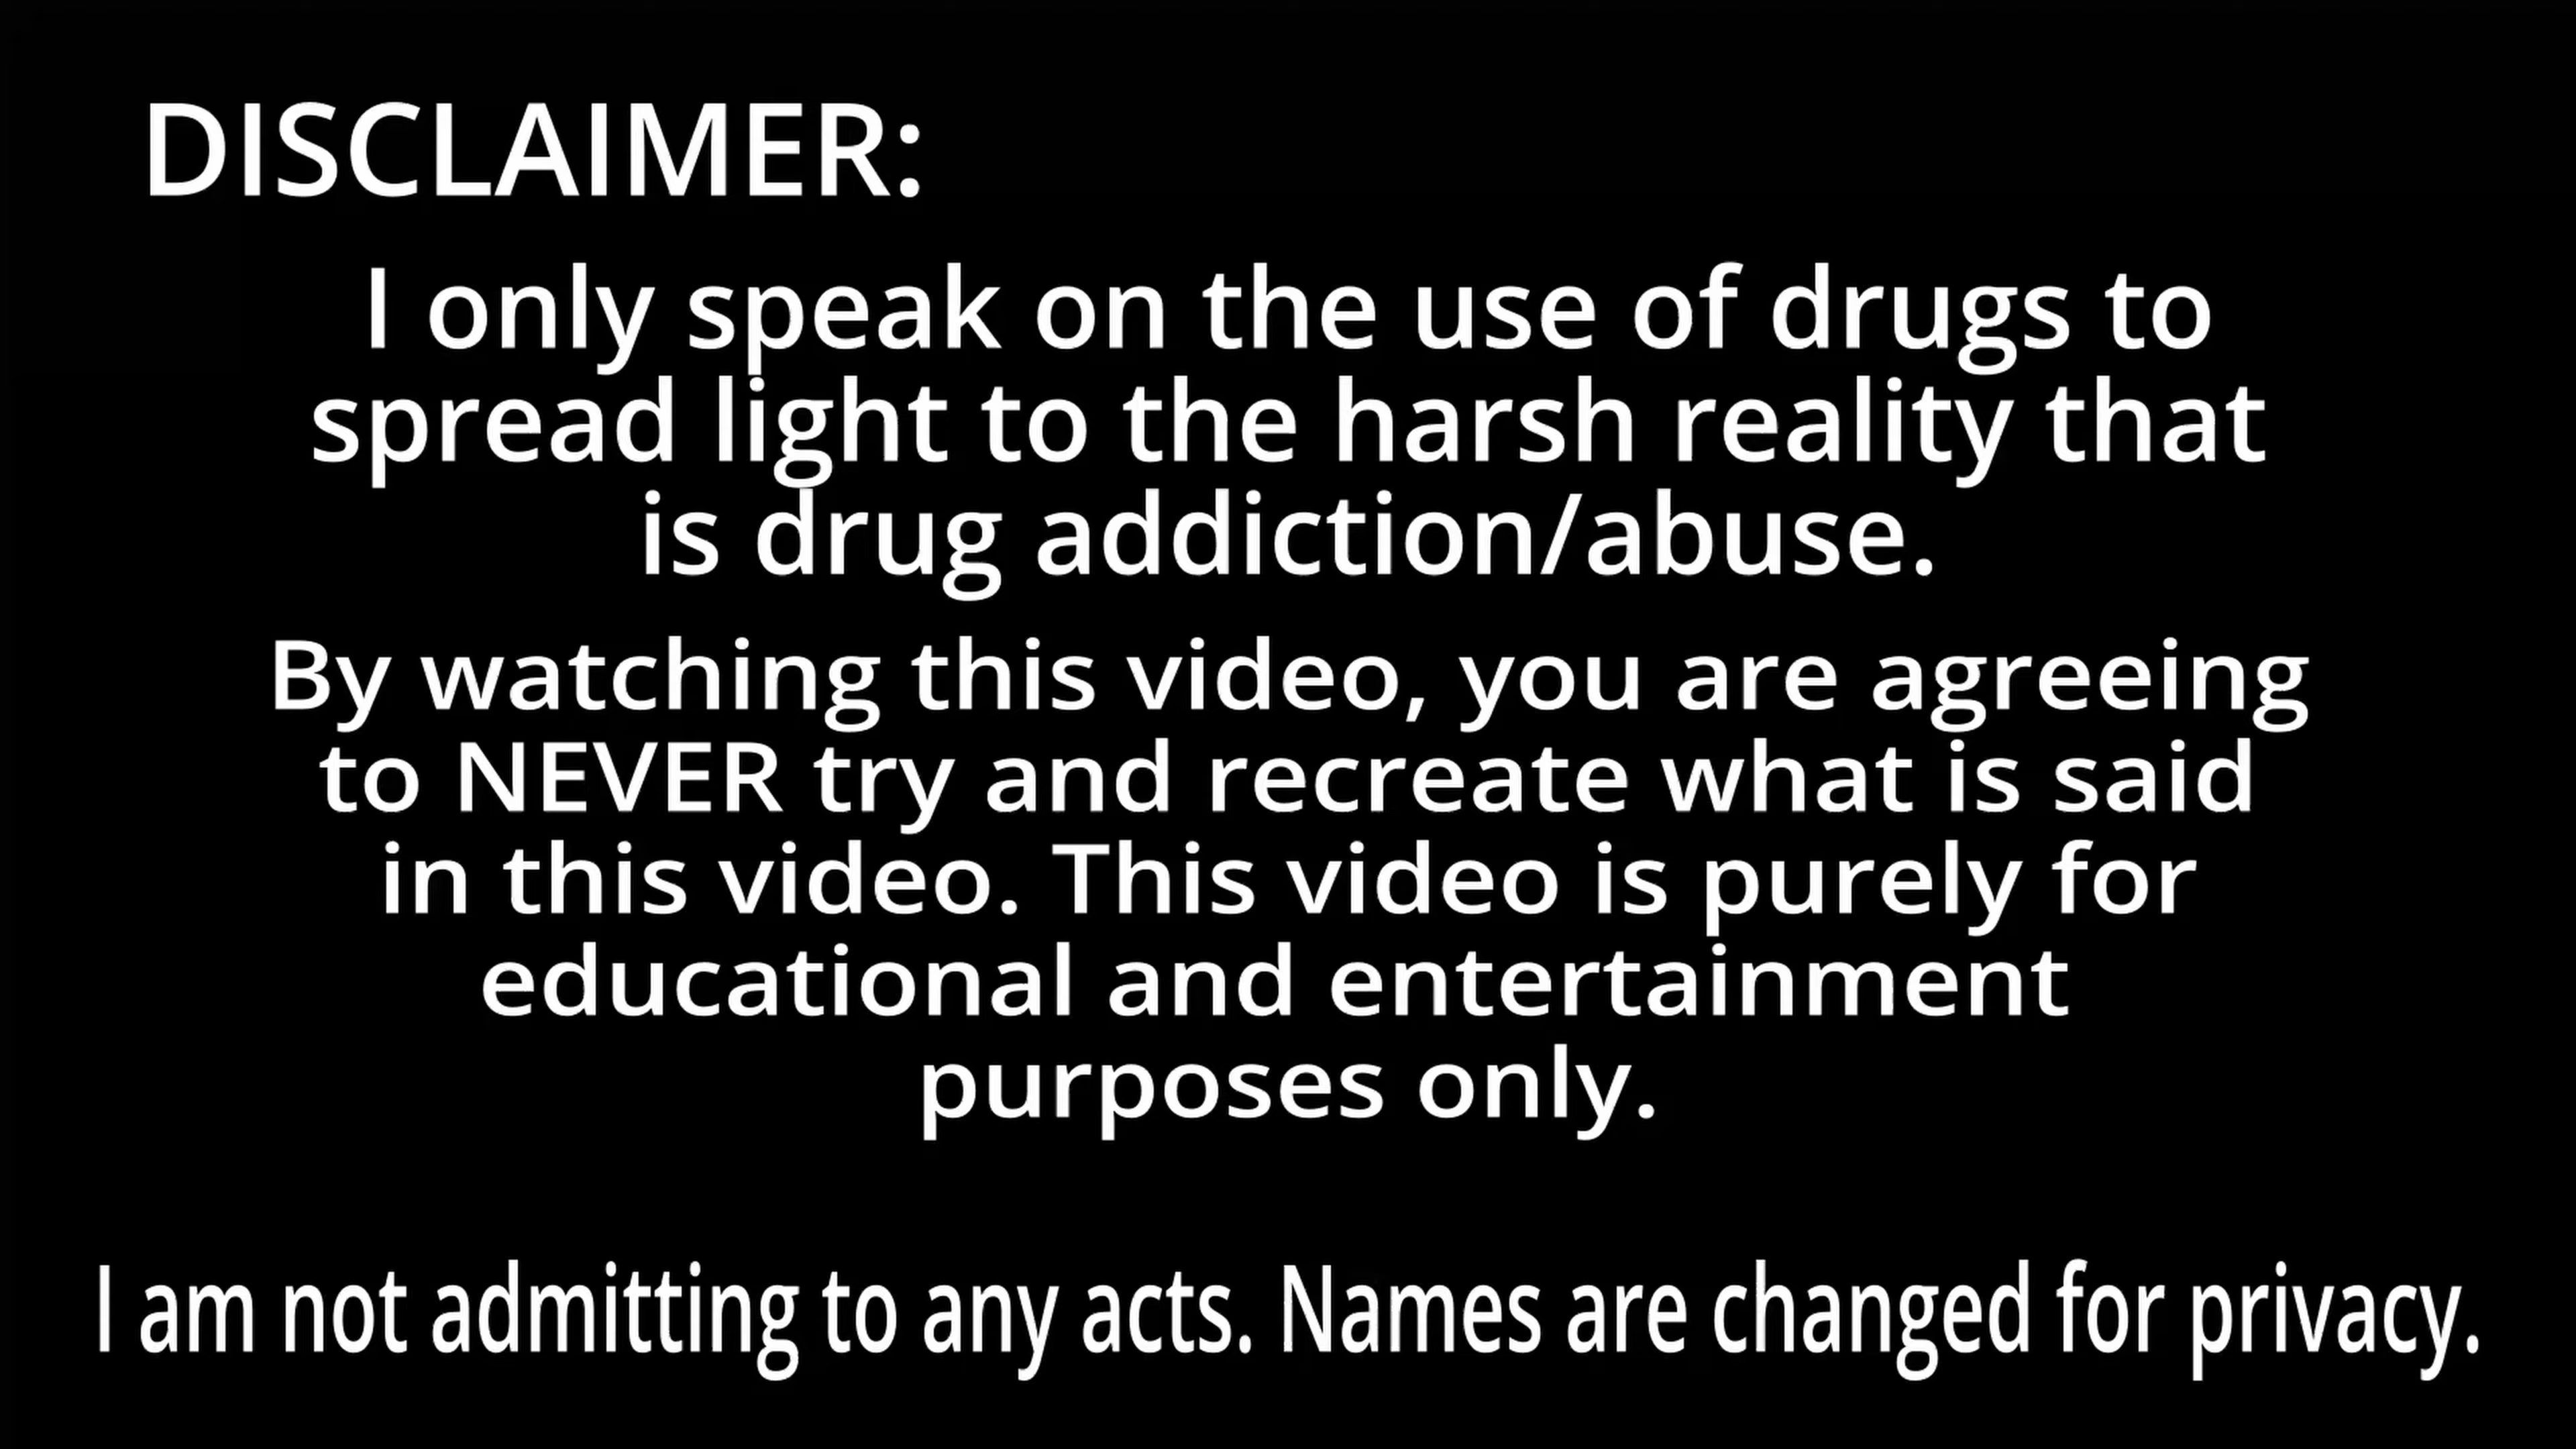 DISCLAIMER:
I only speak on the use of drugs to
spread light to the harsh reality that
is drug addiction/abuse.
By watching this video, you are agreeing
to NEVER try and recreate what is said
in this video. This video is purely for
educational and entertainment
purposes only.
I am not admitting to any acts. Names are changed for privacy.